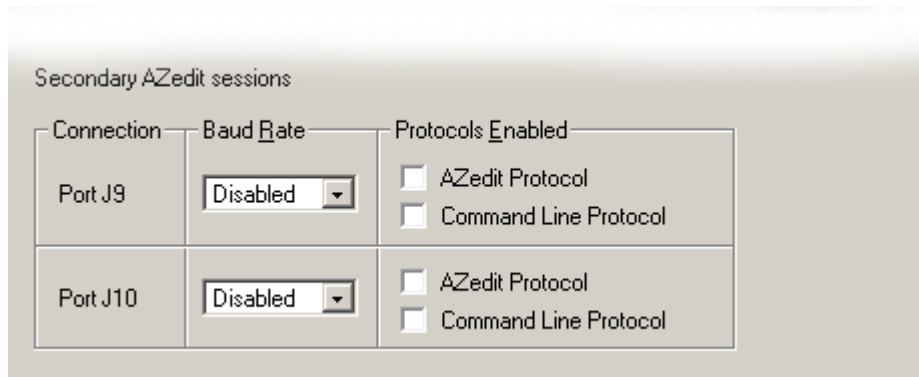 Secondary AZedit sessions
Connection Baud Rate Protocols Enabled
Port J9 Disabled AZedit Protocol
Command Line Protocol
Port J10 Disabled AZedit Protocol
Command Line Protocol